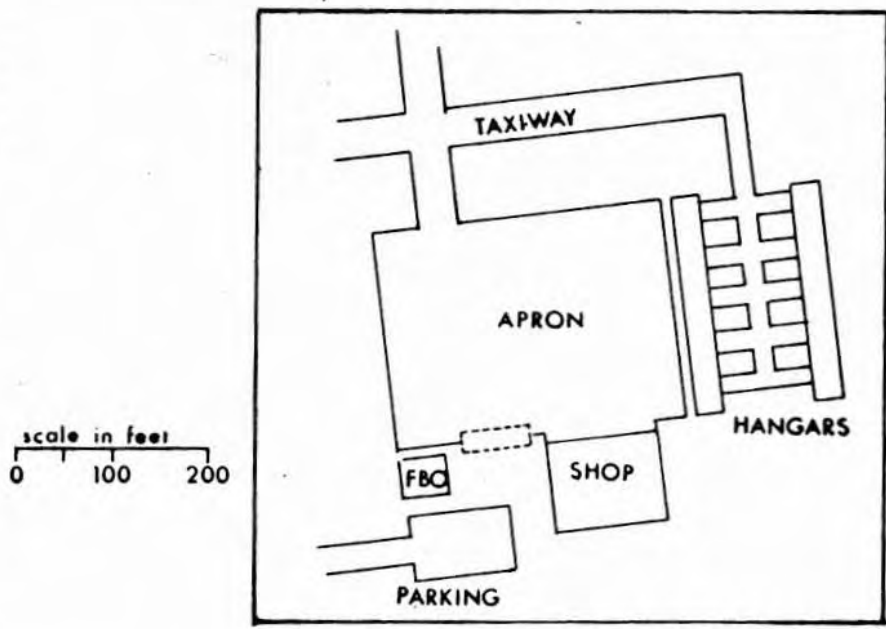 TAXI-WAY
APRON
HANGARS
scale in feet
0 100 200
FBO
SHOP
PARKING